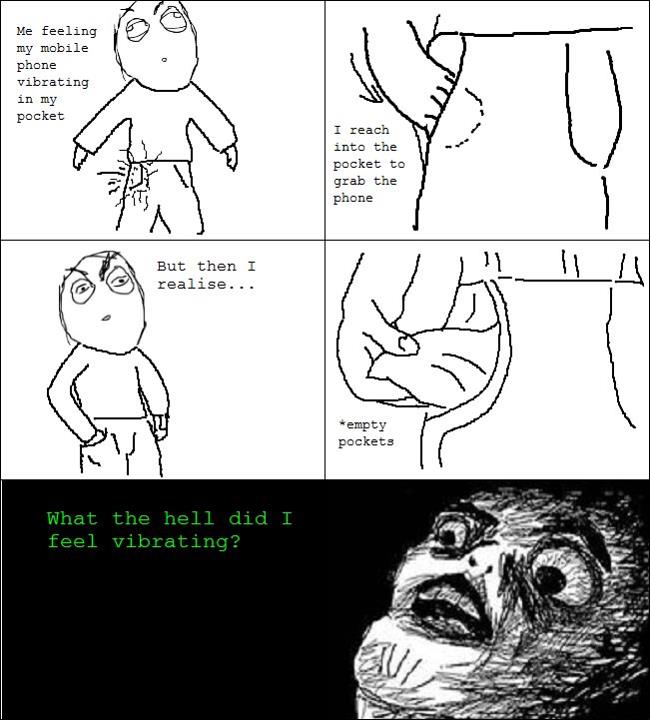 Me feeling
my mobile
phone
vibrating
in my
pocket
I reach
into the
pocket to
grab the
phone
But then I
realise...
*empty
pockets
What the hell did I
feel vibrating?